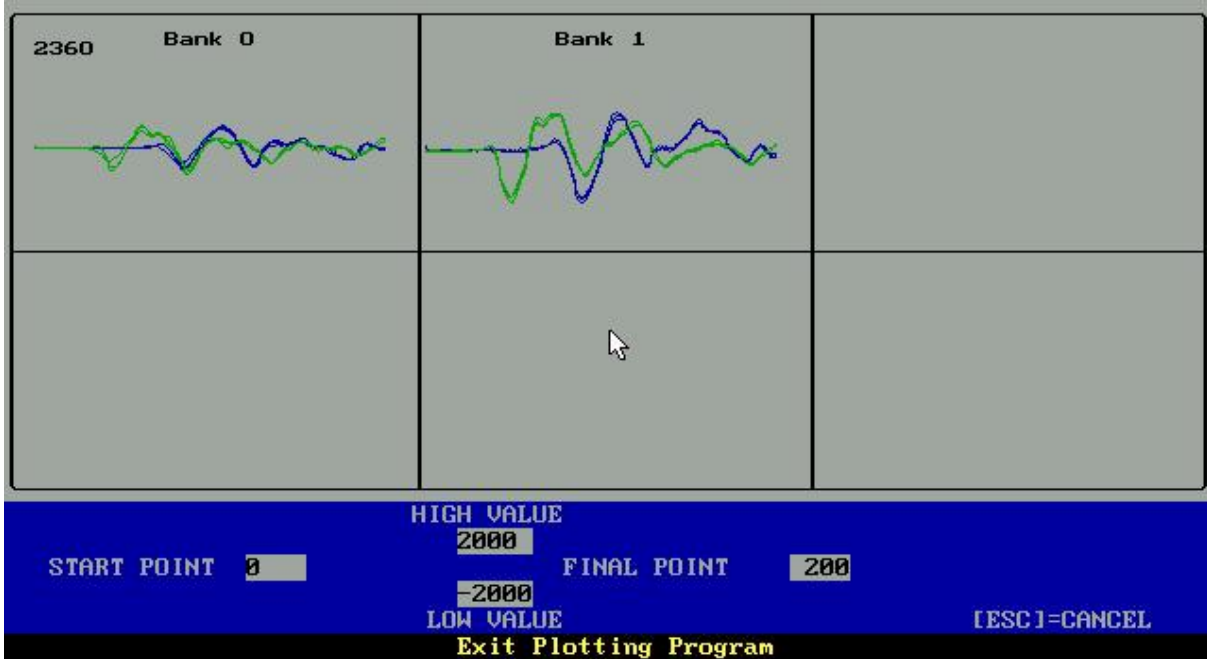 2360 Bank 0 Bank 1
HIGH VALUE
2000
START POINT 0 FINAL POINT 200
-2000
LOW VALUE [ESC]=CANCEL
Exit Plotting Program